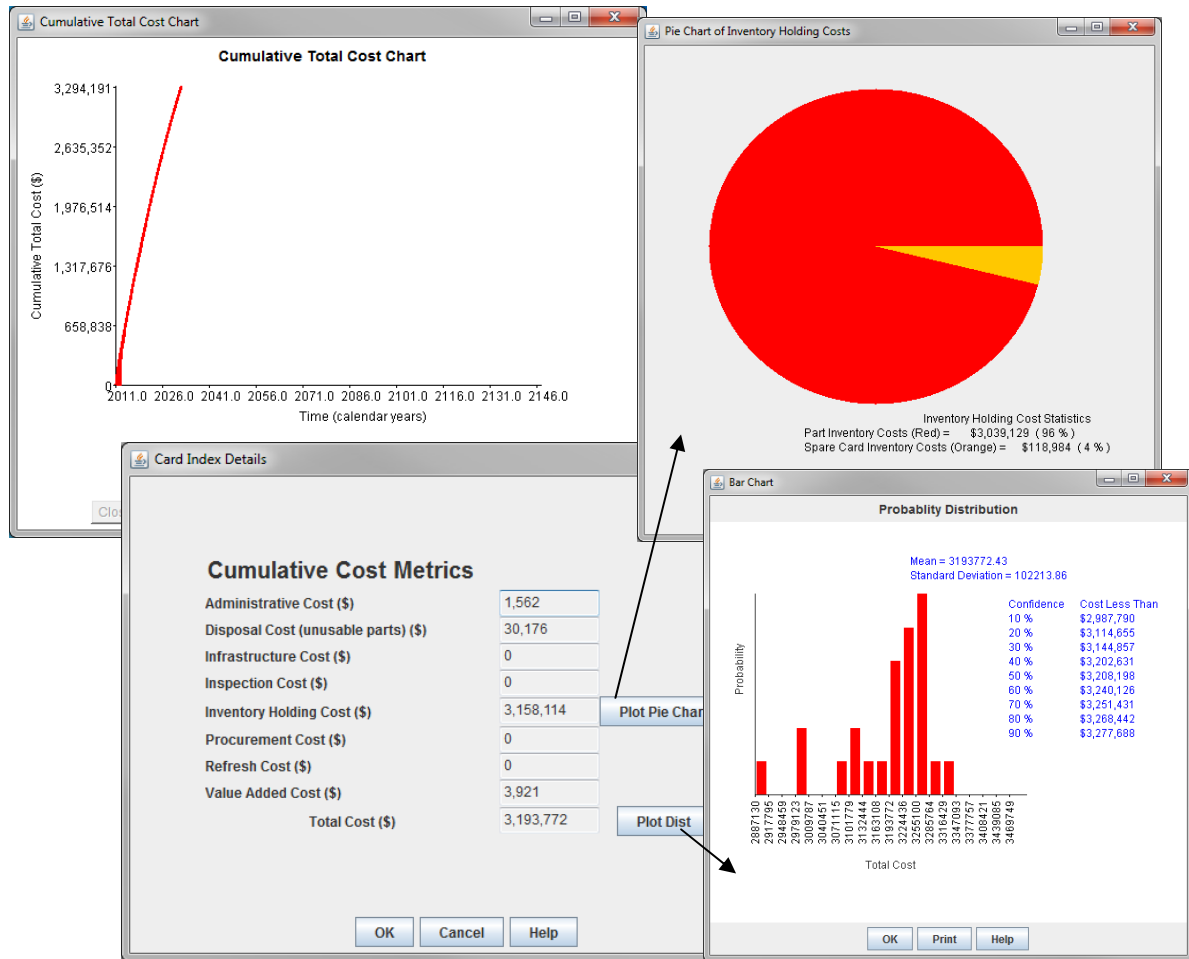 Cumulative Total Cost Chart
Cumulative Total Cost Chart
3,294,191
2,635,352
1,976,514
1,317,676
658,838
0
Cumulative Total Cost ($)
2011.0 2026.0 2041.0 2056.0 2071.0 2086.0 2101.0 2116.0 2131.0 2146.0
Time (calendar years)
Pie Chart of Inventory Holding Costs
Inventory Holding Cost Statistics
Part Inventory Costs (Red) = $3,039,129 ( 96 % )
Spare Card Inventory Costs (Orange) = $118,984 ( 4 % )
Card Index Details
Cumulative Cost Metrics
Administrative Cost ($) 1,562
Disposal Cost (unusable parts) ($) 30,176
Infrastructure Cost ($) 0
Inspection Cost ($) 0
Inventory Holding Cost ($) 3,158,114 Plot Pie Char
Procurement Cost ($) 0
Refresh Cost ($) 0
Value Added Cost ($) 3,921
Total Cost ($) 3,193,772 Plot Dist
OK Cancel Help
Bar Chart
Probablity Distribution
Mean = 3193772.43
Standard Deviation = 102213.86
Confidence Cost Less Than
10 % $2,987,790
20 % $3,114,655
30 % $3,144,857
40 % $3,202,631
50 % $3,208,198
60 % $3,240,126
70 % $3,251,431
80 % $3,268,442
90 % $3,277,688
Probability
2887130
2917795
2948459
2979123
3009787
3040451
3071115
3101779
3132444
3163108
3193772
3224436
3255100
3285764
3316429
3347093
3377757
3408421
3439085
3469749
Total Cost
OK Print Help